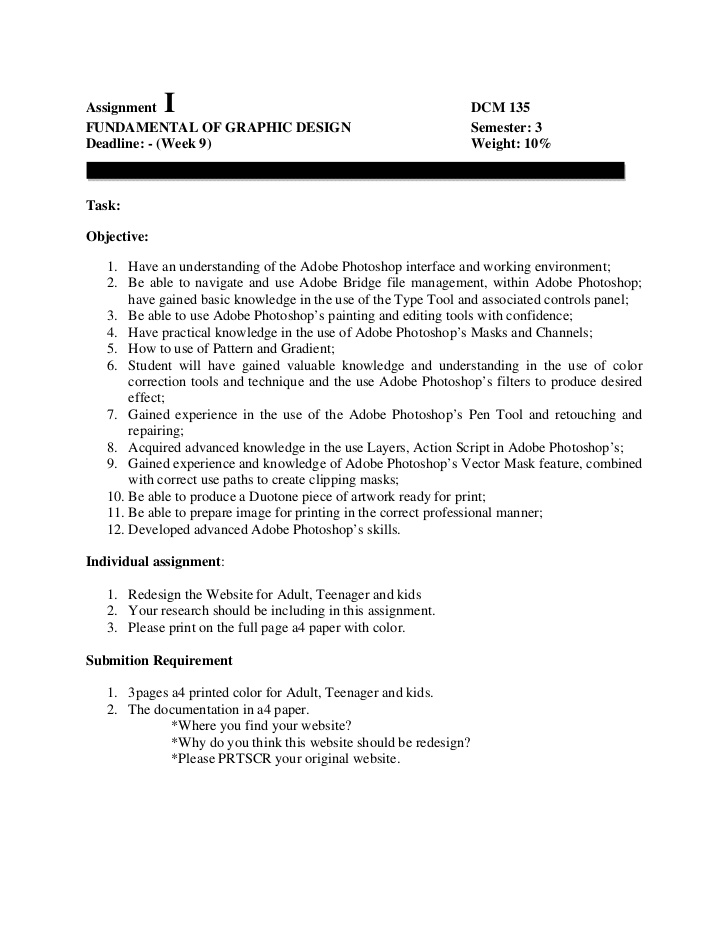 Assignment I DCM 135
FUNDAMENTAL OF GRAPHIC DESIGN Semester: 3
Deadline: - (Week 9) Weight: 10%
Task:
Objective:
1. Have an understanding of the Adobe Photoshop interface and working environment;
2. Be able to navigate and use Adobe Bridge file management, within Adobe Photoshop;
have gained basic knowledge in the use of the Type Tool and associated controls panel;
3. Be able to use Adobe Photoshop's painting and editing tools with confidence;
4. Have practical knowledge in the use of Adobe Photoshop's Masks and Channels;
5. How to use of Pattern and Gradient;
6. Student will have gained valuable knowledge and understanding in the use of color
correction tools and technique and the use Adobe Photoshop's filters to produce desired
effect;
7. Gained experience in the use of the Adobe Photoshop's Pen Tool and retouching and
repairing;
8. Acquired advanced knowledge in the use Layers, Action Script in Adobe Photoshop's;
9. Gained experience and knowledge of Adobe Photoshop's Vector Mask feature, combined
with correct use paths to create clipping masks;
10. Be able to produce a Duotone piece of artwork ready for print;
11. Be able to prepare image for printing in the correct professional manner;
12. Developed advanced Adobe Photoshop's skills.
Individual assignment:
1. Redesign the Website for Adult, Teenager and kids
2. Your research should be including in this assignment.
3. Please print on the full page a4 paper with color.
Submition Requirement
1. 3pages a4 printed color for Adult, Teenager and kids.
2. The documentation in a4 paper.
*Where you find your website?
*Why do you think this website should be redesign?
*Please PRTSCR your original website.